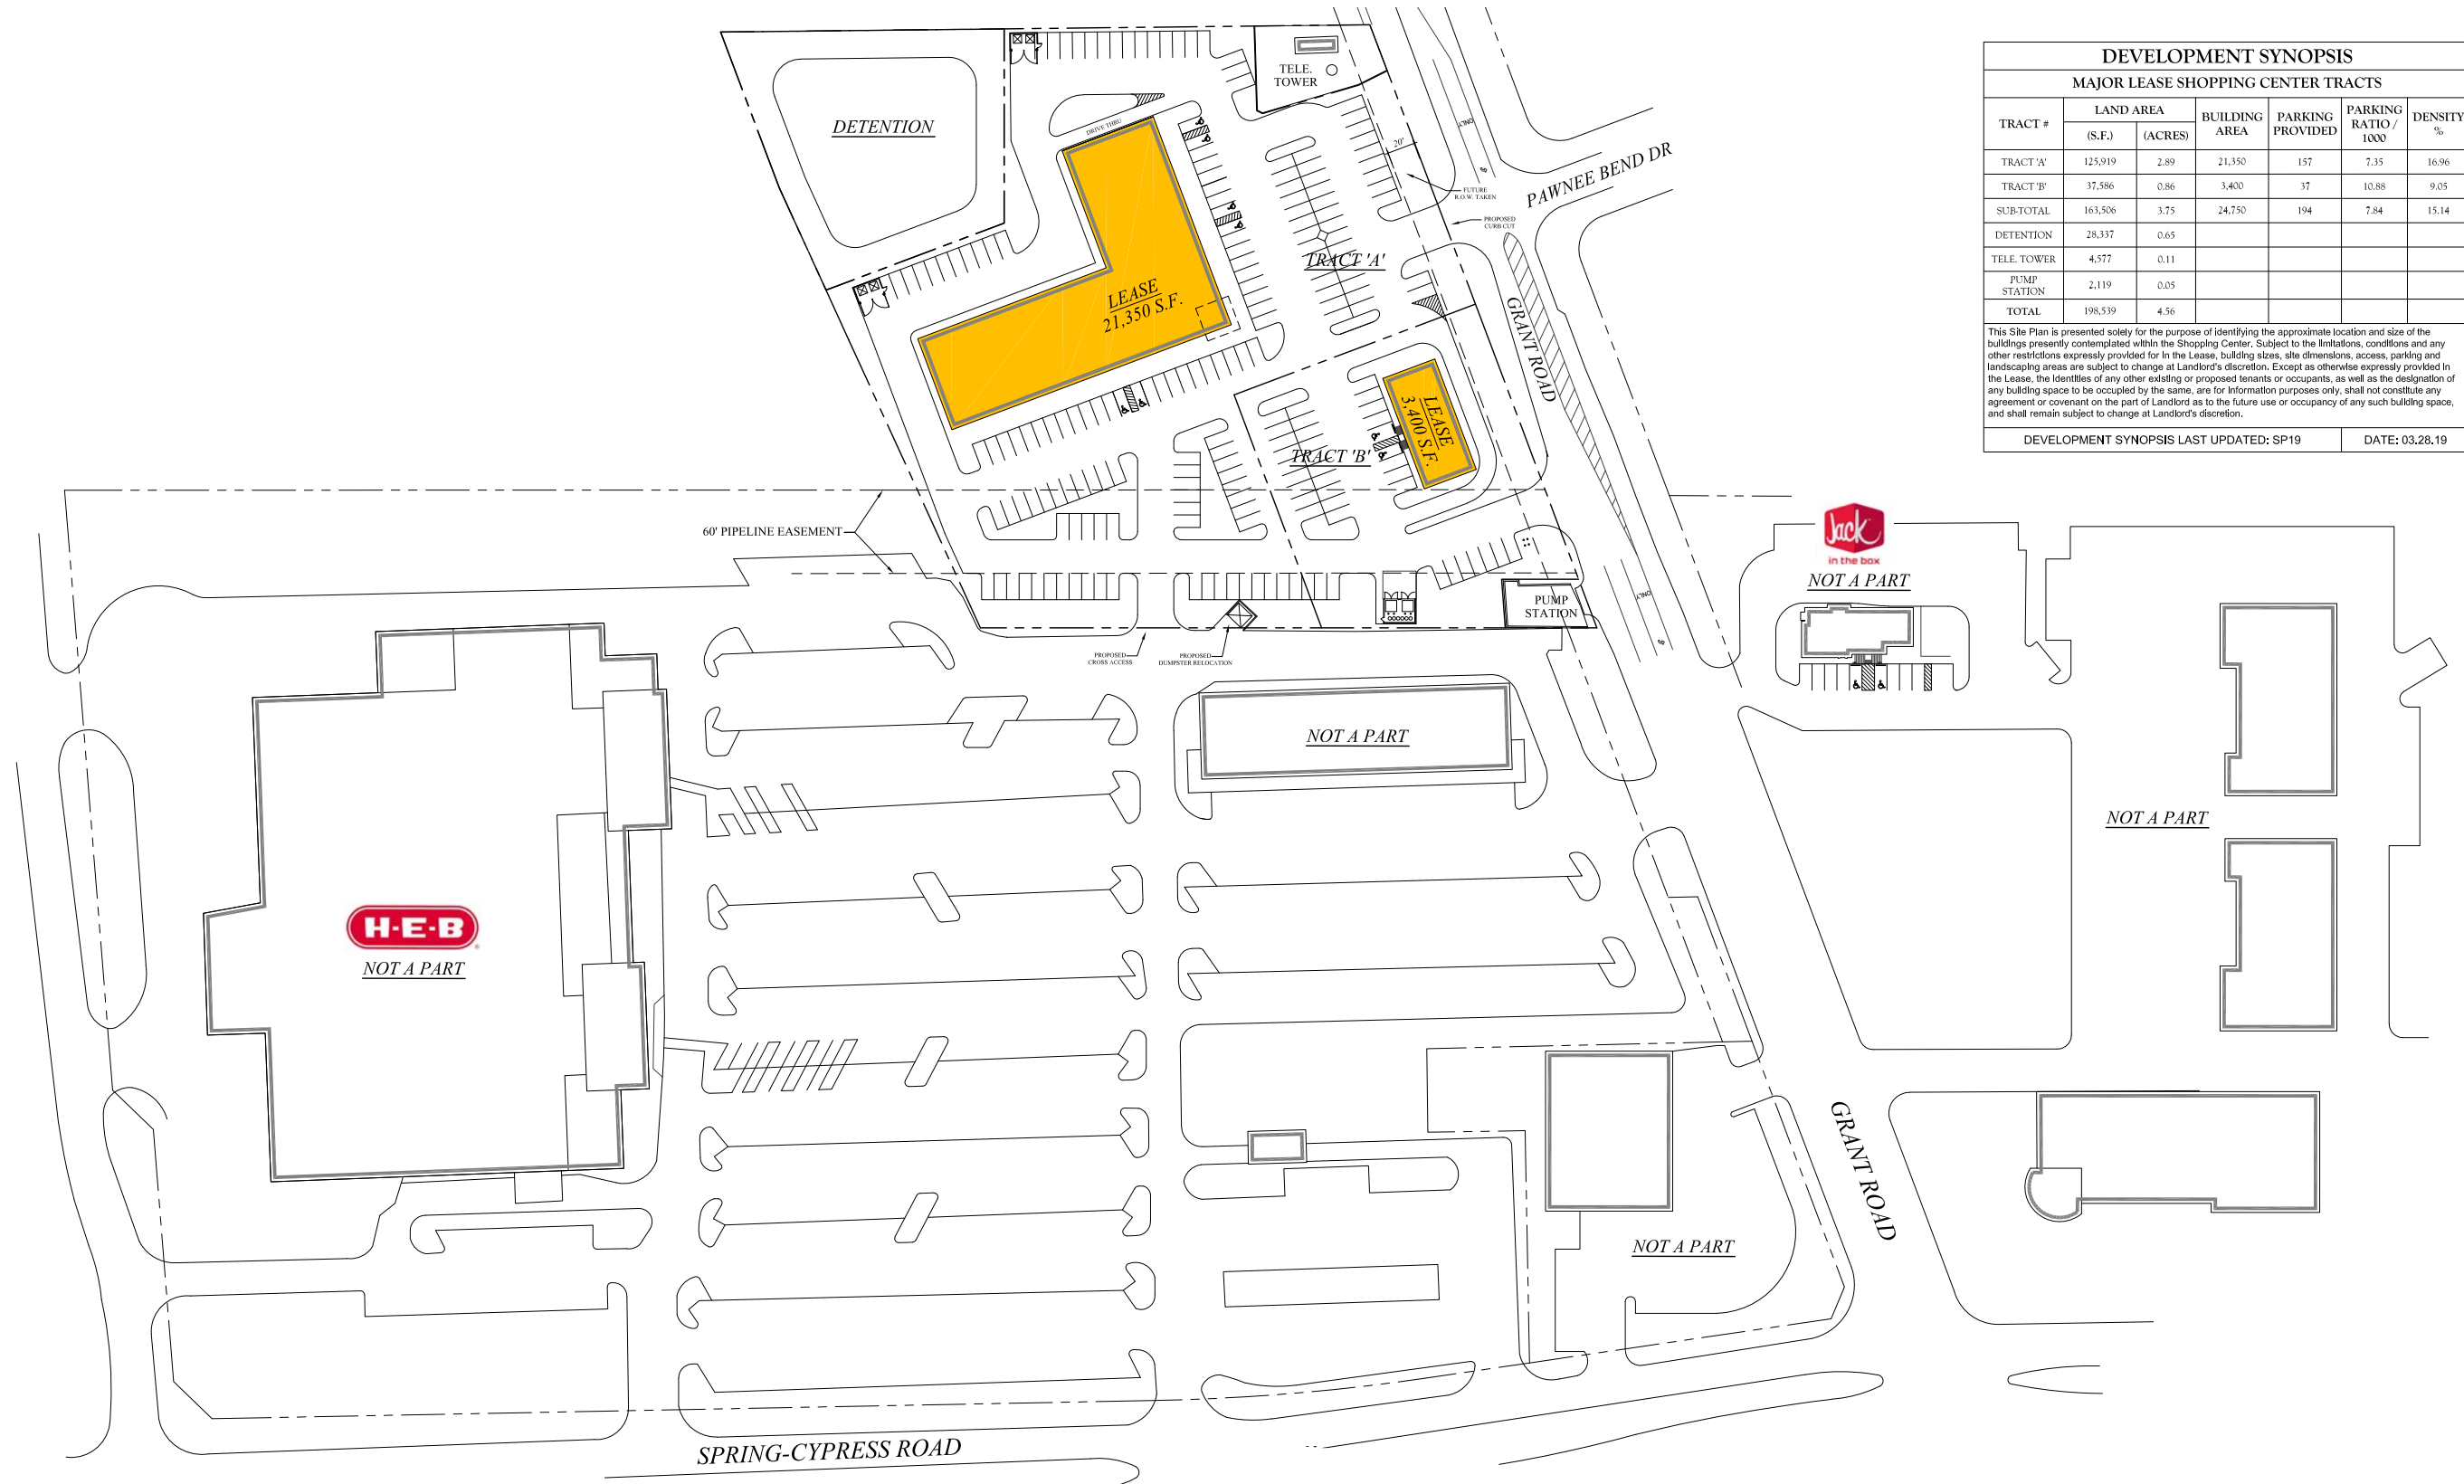 DEVELOPMENT SYNOPSIS
MAJOR LEASE SHOPPING CENTER TRACTS
TRACT #
LAND AREA
(S.F.)
(ACRES)
BUILDING
AREA
PARKING
PROVIDED
PARKING
RATIO /
1000
DENSITY
%
TRACT 'A' 125,919 2.89 21,350 157 7.35 16.96
TRACT 'B' 37,586 0.86 3,400 37 10.88 9.05
SUB-TOTAL 163,506 3.75 24,750 194 7.84 15.14
DETENTION 28,337 0.65
TELE. TOWER 4,577 0.11
PUMP
STATION 2,119 0.05
TOTAL 198,539 4.56
This Site Plan is presented solely for the purpose of identifying the approximate location and size of the
buildings presently contemplated within the Shopping Center, Subject to the limitations, conditions and any
other restrictions expressly provided for in the Lease, building sizes, site dimensions, access, parking and
landscaping areas are subject to change at Landlord's discretion. Except as otherwise expressly provided in
the Lease, the identities of any other existing or proposed tenants or occupants, as well as the designation of
any building space to be occupied by the same, are for information purposes only, shall not constitute any
agreement or covenant on the part of Landlord as to the future use or occupancy of any such building space,
and shall remain subject to change at Landlord's discretion.
DEVELOPMENT SYNOPSIS LAST UPDATED: SP19 DATE: 03.28.19
TELE.
TOWER
DETENTION
DRIVE THRU
ONLY
20'
FUTURE
R.O.W. TAKEN
PAWNEE BEND DR
PROPOSED
CURB CUT
TRACT 'A'
LEASE
21,350 S.F.
GRANT ROAD
LEASE
3,400 S.F.
TRACT 'B'
60' PIPELINE EASEMENT
Jack
in the box
NOT A PART
ONLY
PUMP
STATION
PROPOSED
CROSS ACCESS
PROPOSED
DUMPSTER RELOCATION
NOT A PART
NOT A PART
H-E-B
NOT A PART
GRANT ROAD
NOT A PART
SPRING-CYPRESS ROAD